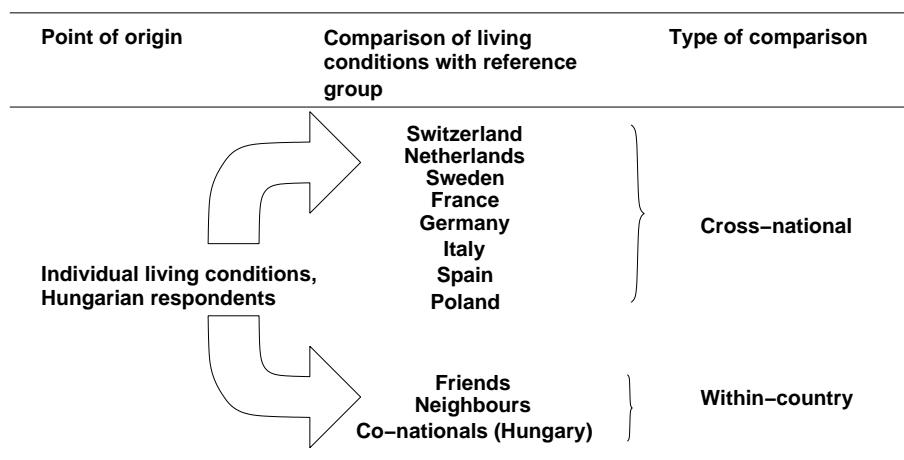 Point of origin
Comparison of living
conditions with reference
group
Type of comparison
Switzerland
Netherlands
Sweden
France
Germany
Italy
Spain
Poland
Cross−national
Individual living conditions,
Hungarian respondents
Friends
Neighbours
Co−nationals (Hungary)
Within−country